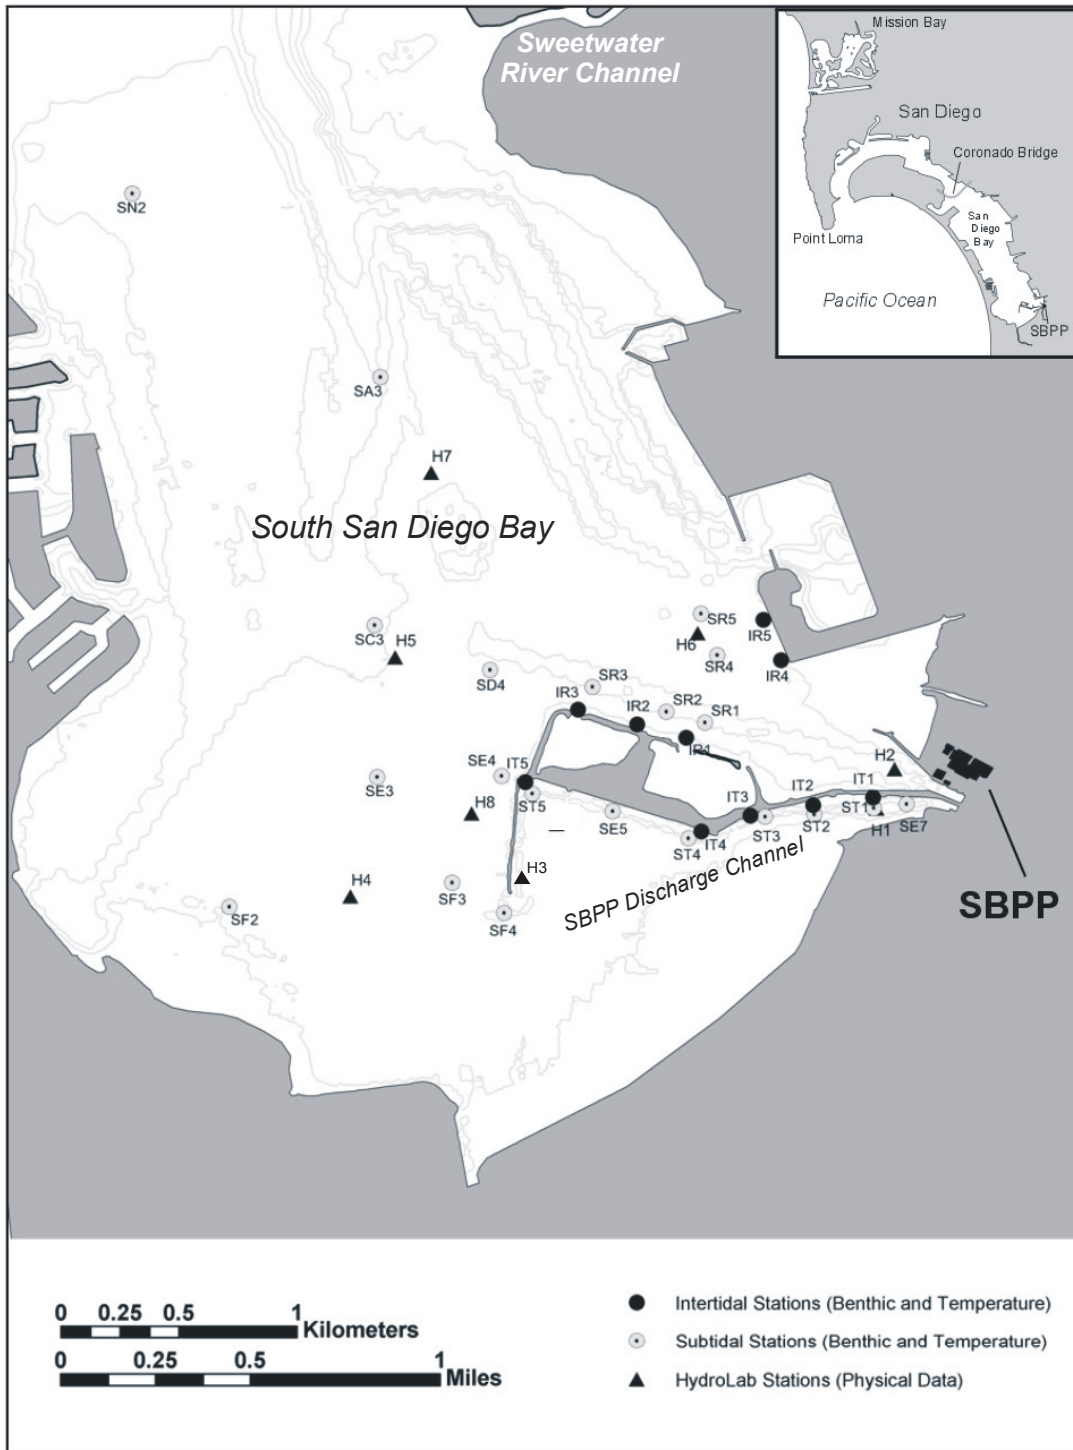 Sweetwater
River Channel
Mission Bay
San Diego
Coronado Bridge
San
Diego
Bay
Point Loma
Pacific Ocean
SBPP
SN2
SA3
H7
South San Diego Bay
SC3
H5
SR5
H6
IR5
SR4
IR4
SD4
SR3
IR3
IR2
SR2
SR1
IR1
H2
SE4
IT5
SE3
ST5
H8
SE5
IT3
IT2
IT1
ST1
ST2
H1
SE7
ST3
IT4
ST4
H3
SBPP Discharge Channel
SBPP
H4
SF3
SF2
SF4
0 0.25 0.5 1
Kilometers
0 0.25 0.5 1
Miles
Intertidal Stations (Benthic and Temperature)
Subtidal Stations (Benthic and Temperature)
HydroLab Stations (Physical Data)